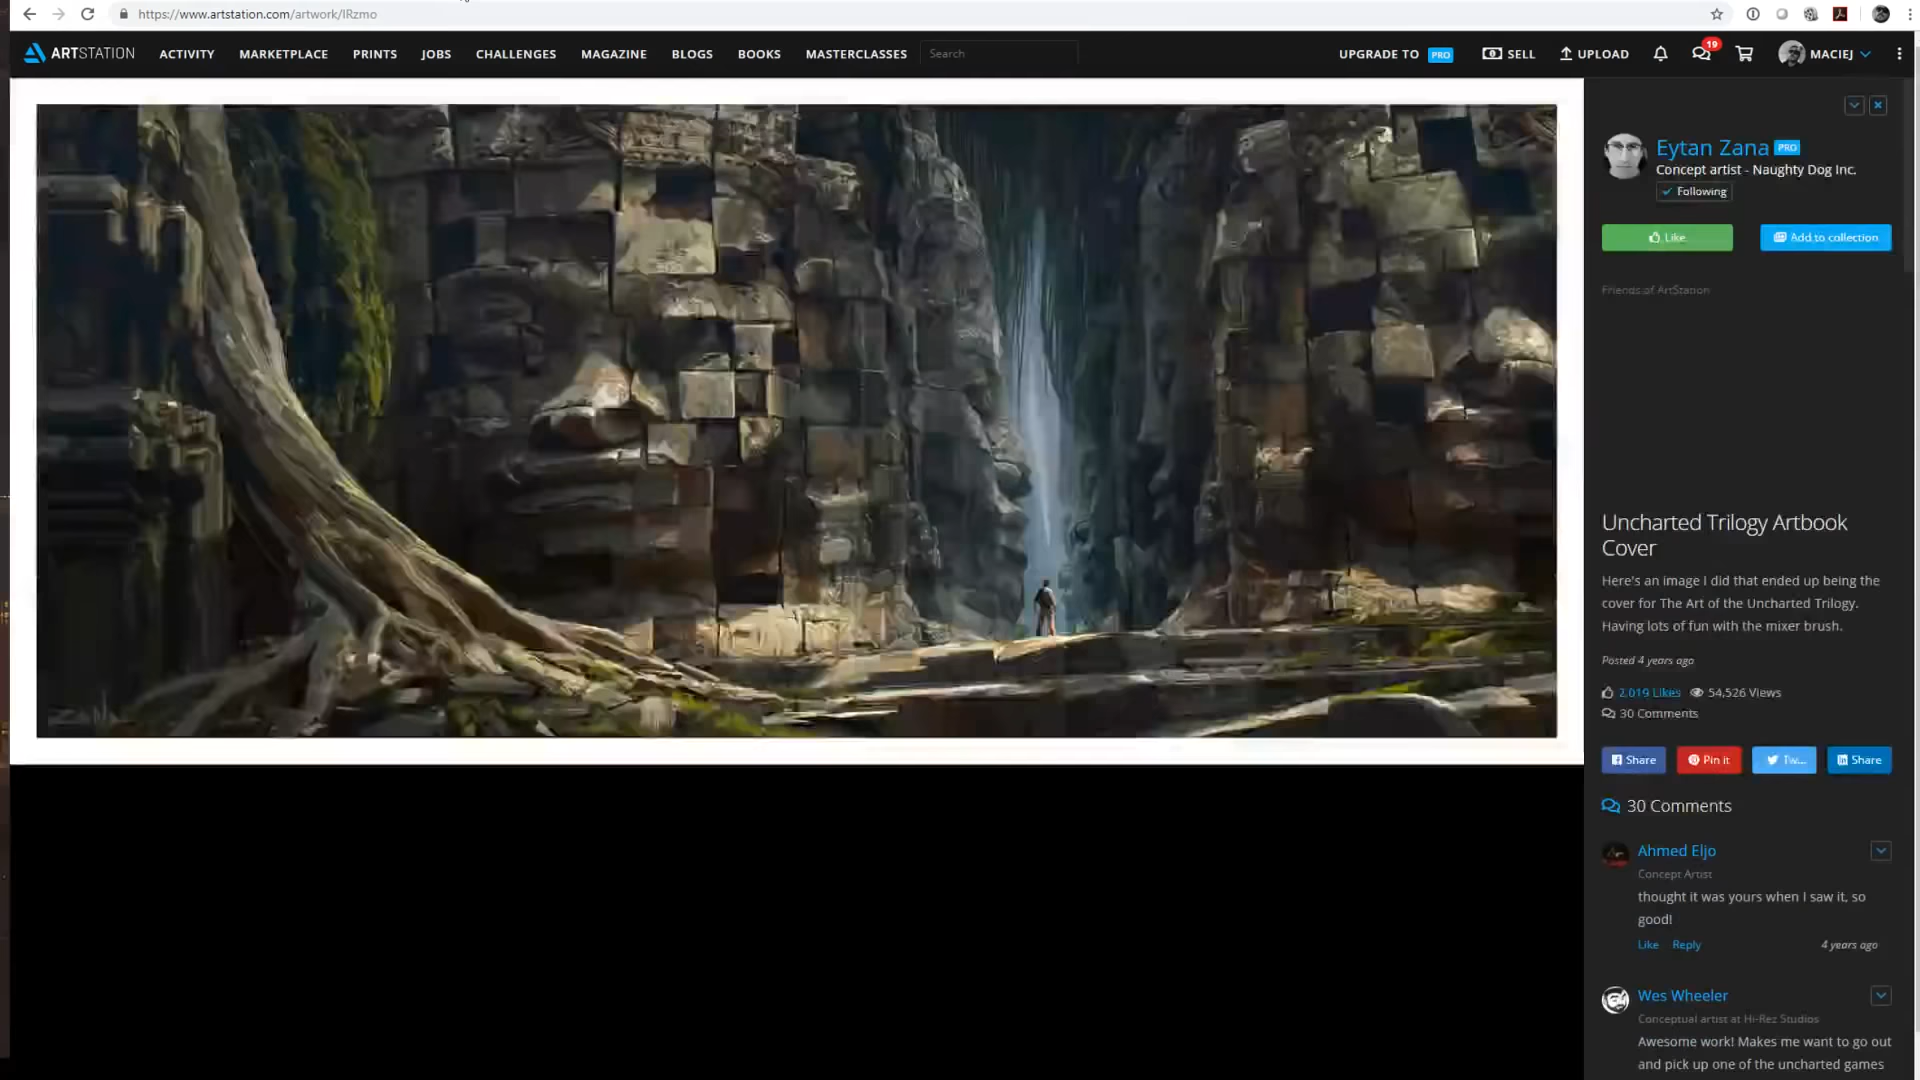 https://www.artstation.com/artwork/lRzmo
ARTSTATION ACTIVITY MARKETPLACE PRINTS JOBS CHALLENGES MAGAZINE BLOGS BOOKS MASTERCLASSES Search UPGRADE TO PRO SELL UPLOAD 19 MACIEJ
Eytan Zana PRO
Concept artist - Naughty Dog Inc.
Following
Like Add to collection
Friends of ArtStation
Uncharted Trilogy Artbook
Cover
Here's an image I did that ended up being the
cover for The Art of the Uncharted Trilogy.
Having lots of fun with the mixer brush.
Posted 4 years ago
2,019 Likes 54,526 Views
30 Comments
Share Pin it Tw... Share
30 Comments
Ahmed Eljo
Concept Artist
thought it was yours when I saw it, so
good!
Like Reply 4 years ago
Wes Wheeler
Conceptual artist at Hi-Rez Studios
Awesome work! Makes me want to go out
and pick up one of the uncharted games